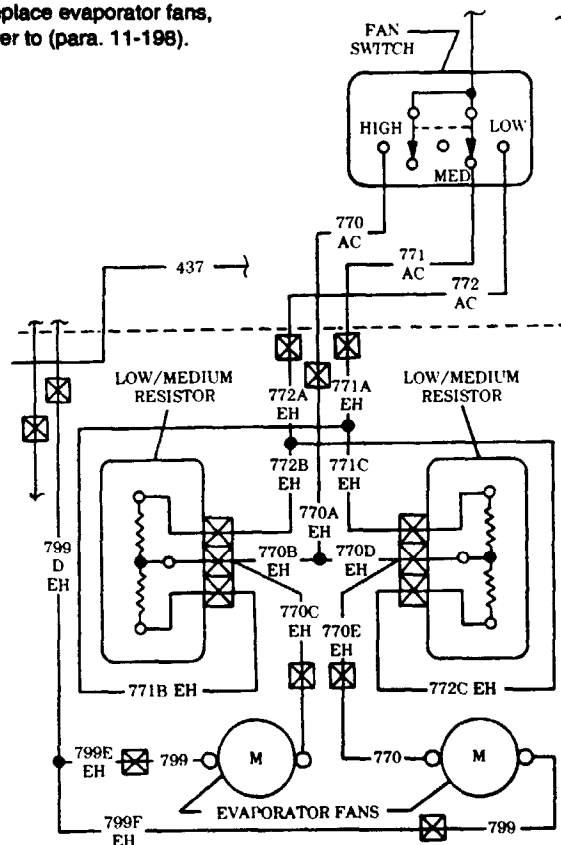 eplace evaporator fans,
er to (para. 11-198).
FAN
SWITCH
HIGH
LOW
MED
770
AC
771
AC
772
AC
437
LOW/MEDIUM
RESISTOR
LOW/MEDIUM
RESISTOR
772A
EH
771A
EH
772B
EH
771C
EH
770A
EH
799
D
EH
770B
EH
770D
EH
770C
EH
770E
EH
771B EH
772C EH
799E
EH
799
M
770
M
EVAPORATOR FANS
799F
EH
799